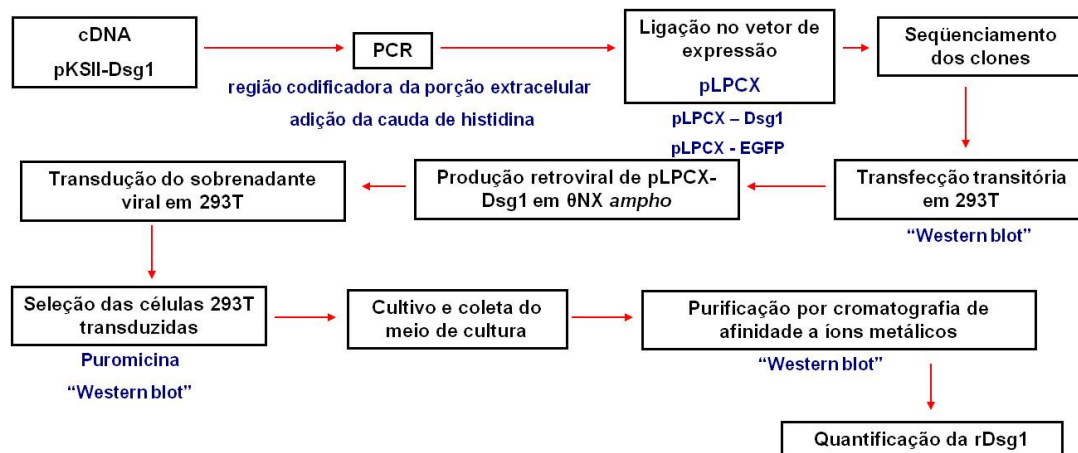 cDNA
pKSII-Dsg1
PCR
região codificadora da porção extracelular
adição da cauda de histidina
Ligação no vetor de
expressão
pLPCX
pLPCX – Dsg1
pLPCX - EGFP
Seqüenciamento
dos clones
Transfecção transitória
em 293T
“Western blot”
Produção retroviral de pLPCX-
Dsg1 em θNX ampho
Transdução do sobrenadante
viral em 293T
Seleção das células 293T
transduzidas
Puromicina
“Western blot”
Cultivo e coleta do
meio de cultura
Purificação por cromatografia de
afinidade a íons metálicos
“Western blot”
Quantificação da rDsg1